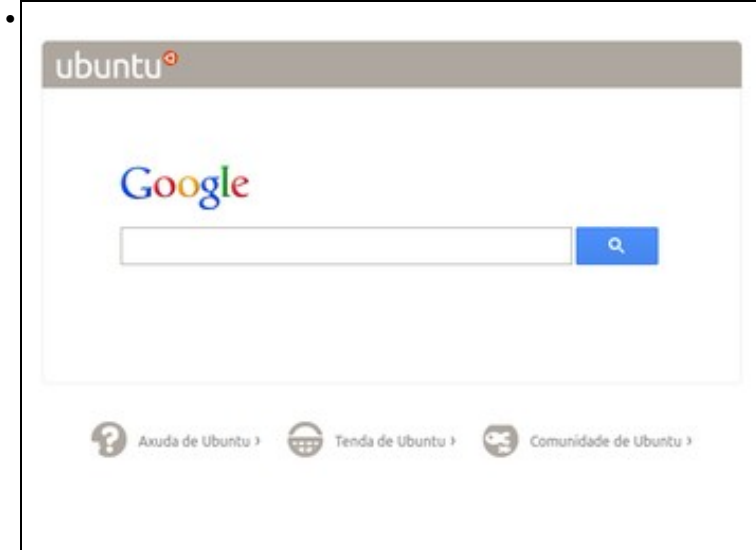 ubuntu
Google
Axuda de Ubuntu › Tenda de Ubuntu › Comunidade de Ubuntu ›